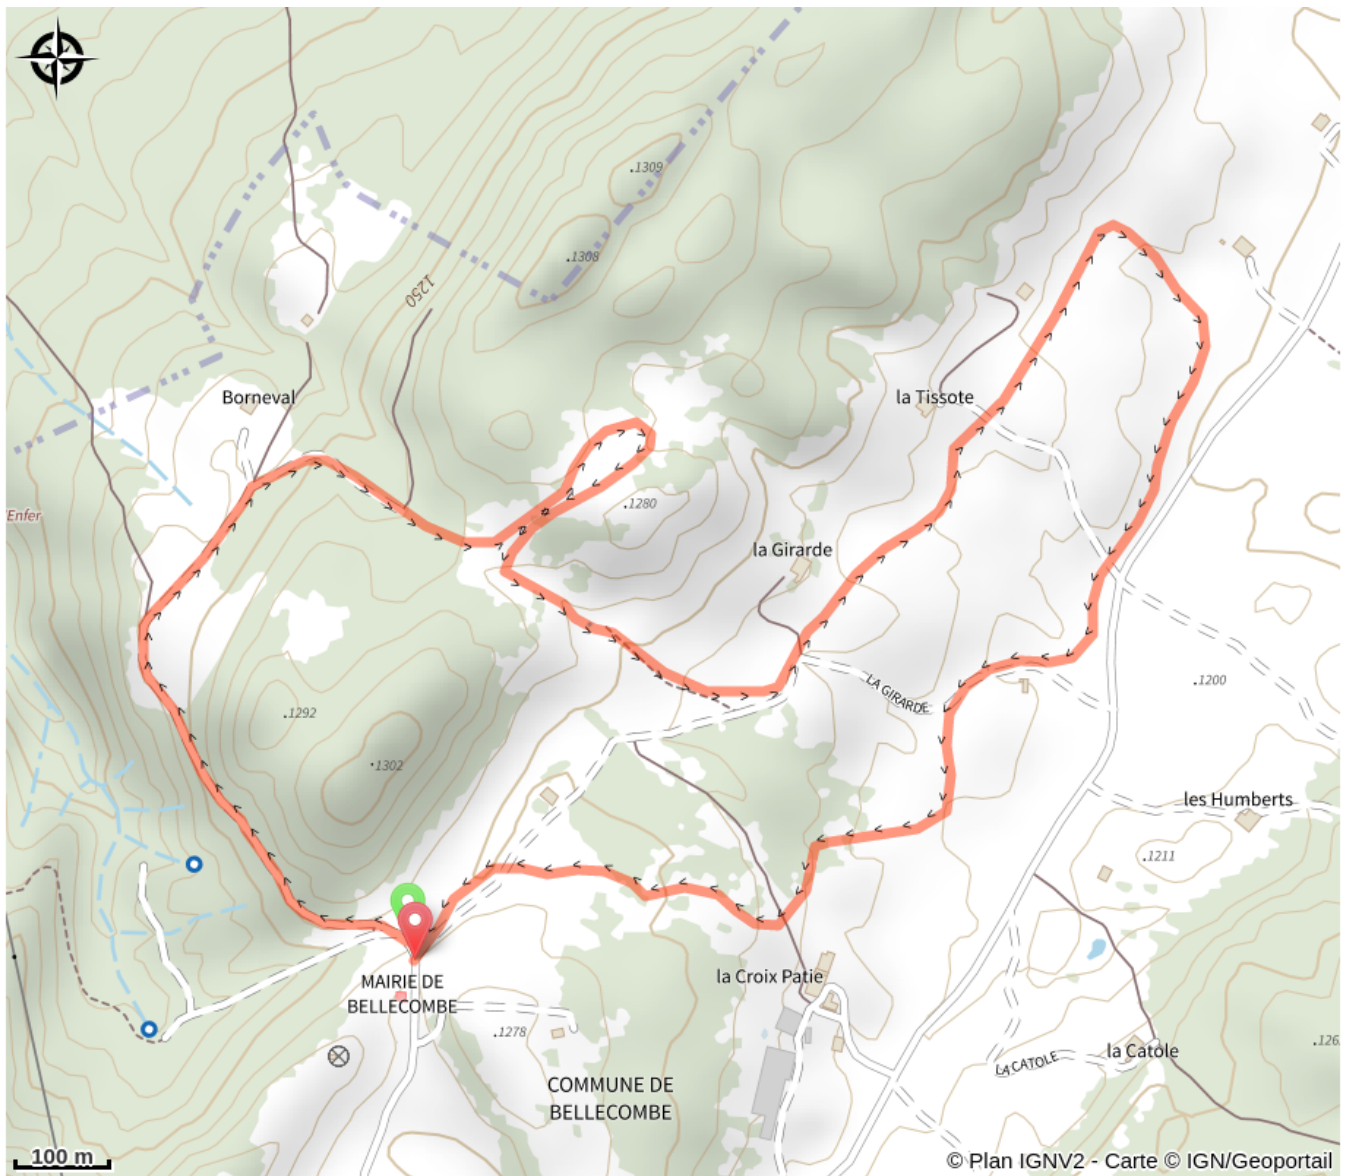 .1309
.1308
1250
Borneval
la Tissote
.1280
Enfer
la Girarde
LA GIRARDE
.1200
.1292
.1302
les Humberts
.1211
MAIRIE DE
BELLECOMBE
la Croix Patie
.1278
LA CATOLE
la Catole
.126
COMMUNE DE
BELLECOMBE
100 m
© Plan IGNV2 - Carte © IGN/Geoportail